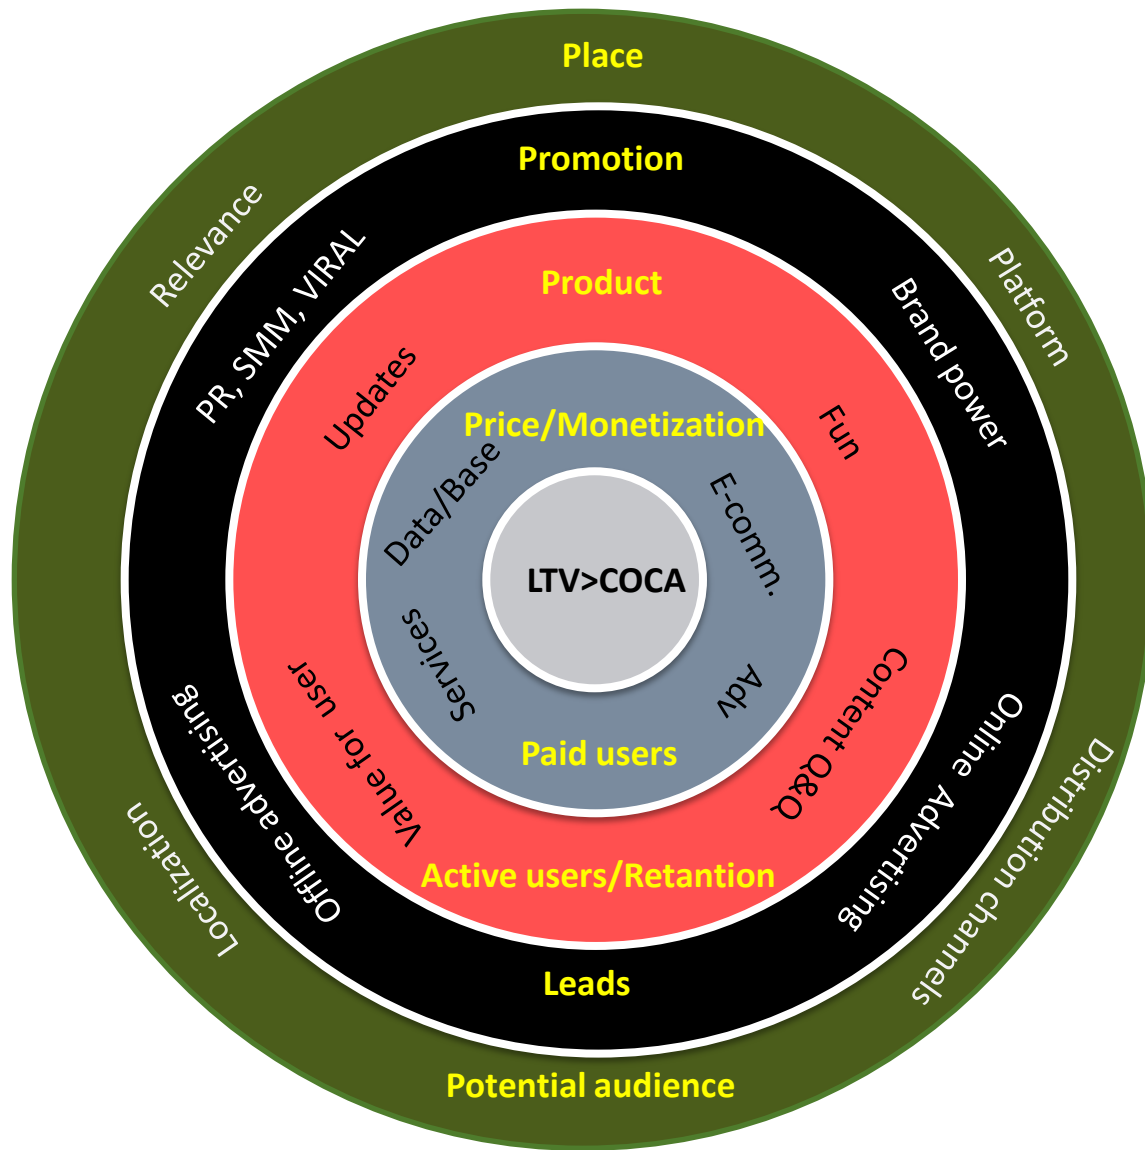 Place
Relevance
Platform
Localization
Distribution channels
Potential audience
Promotion
PR, SMM, VIRAL
Brand power
Offline advertising
Online Advertising
Leads
Product
Updates
Fun
Value for user
Content Q&Q
Active users/Retantion
Price/Monetization
Data/Base
E-comm.
Services
Adv
Paid users
LTV>COCA